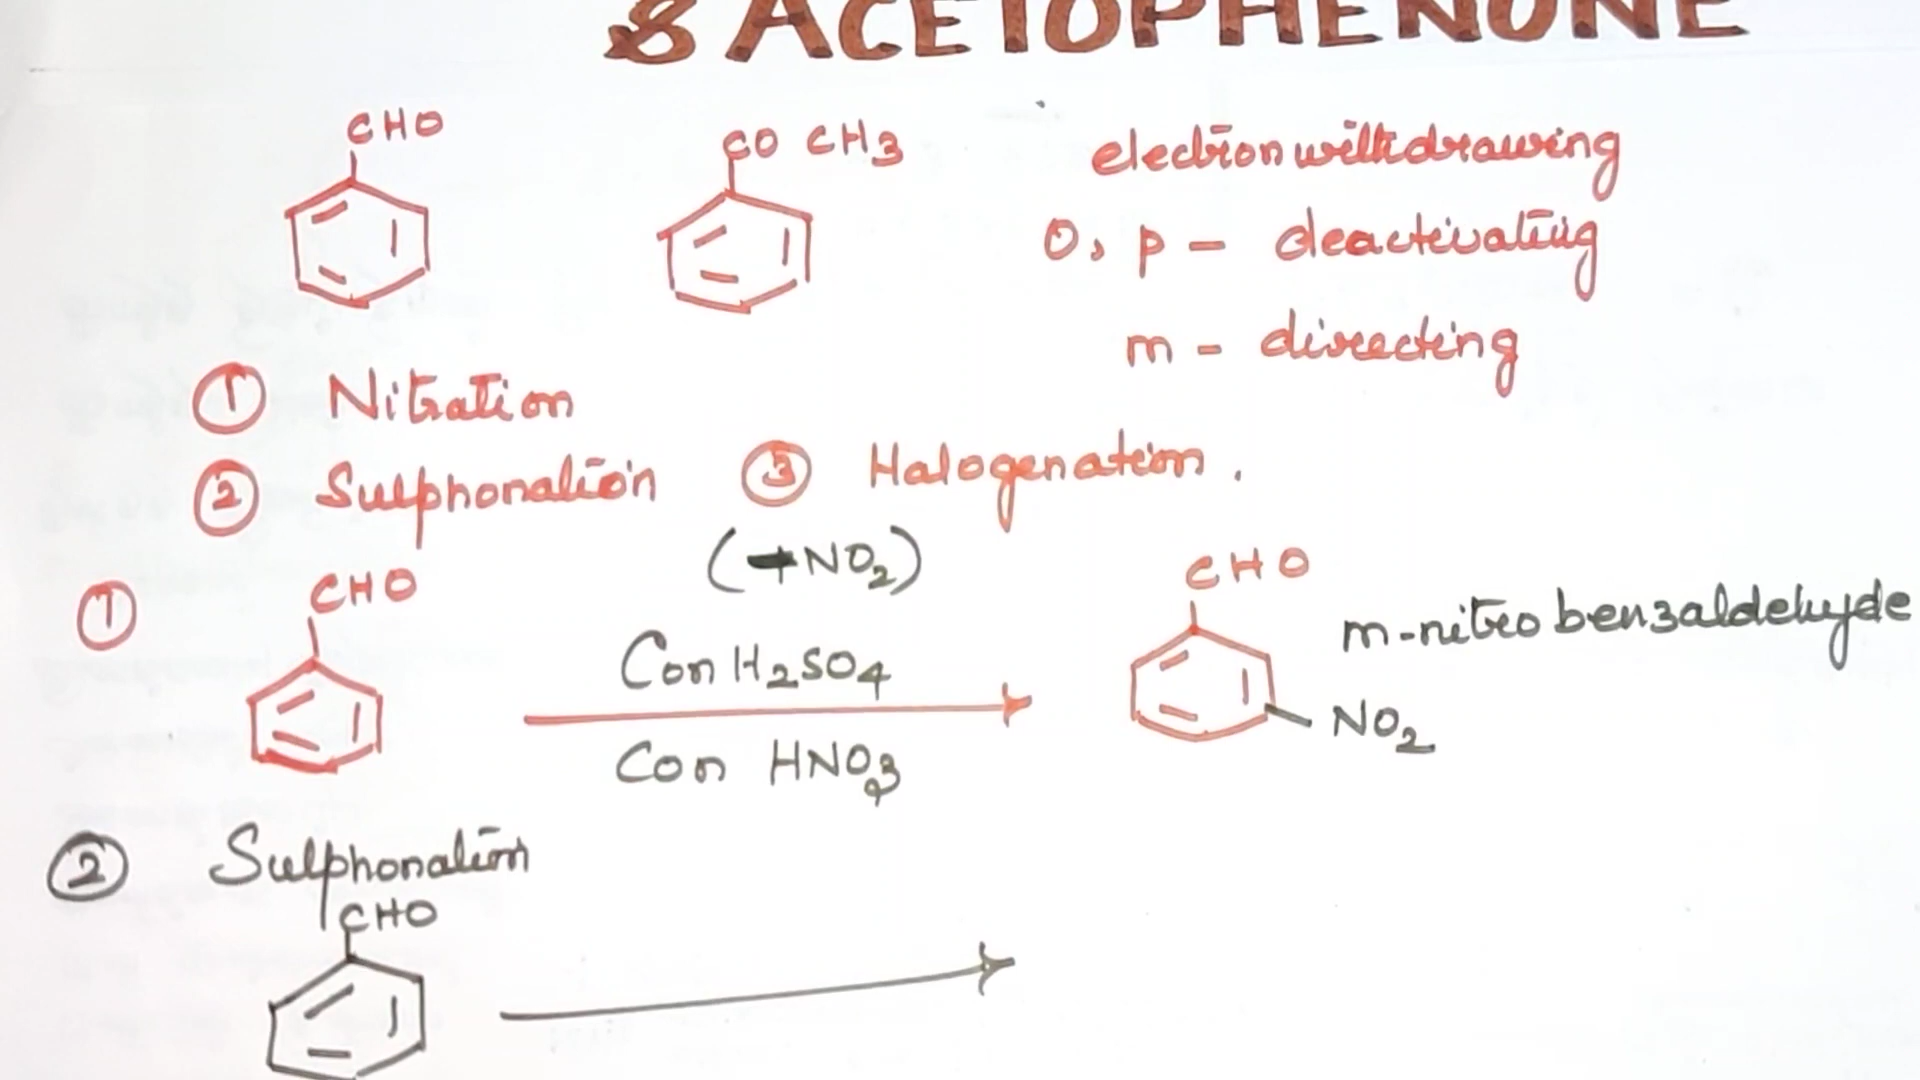 & ACETOPHENONE
CHO
CO CH3
electron withdrawing
O, p - deactivating
m - directing
① Nitration
② Sulphonation ③ Halogenation.
① CHO
(+NO2)
Con H2SO4
Con HNO3
CHO
m-nitro benzaldehyde
NO2
② Sulphonation
CHO